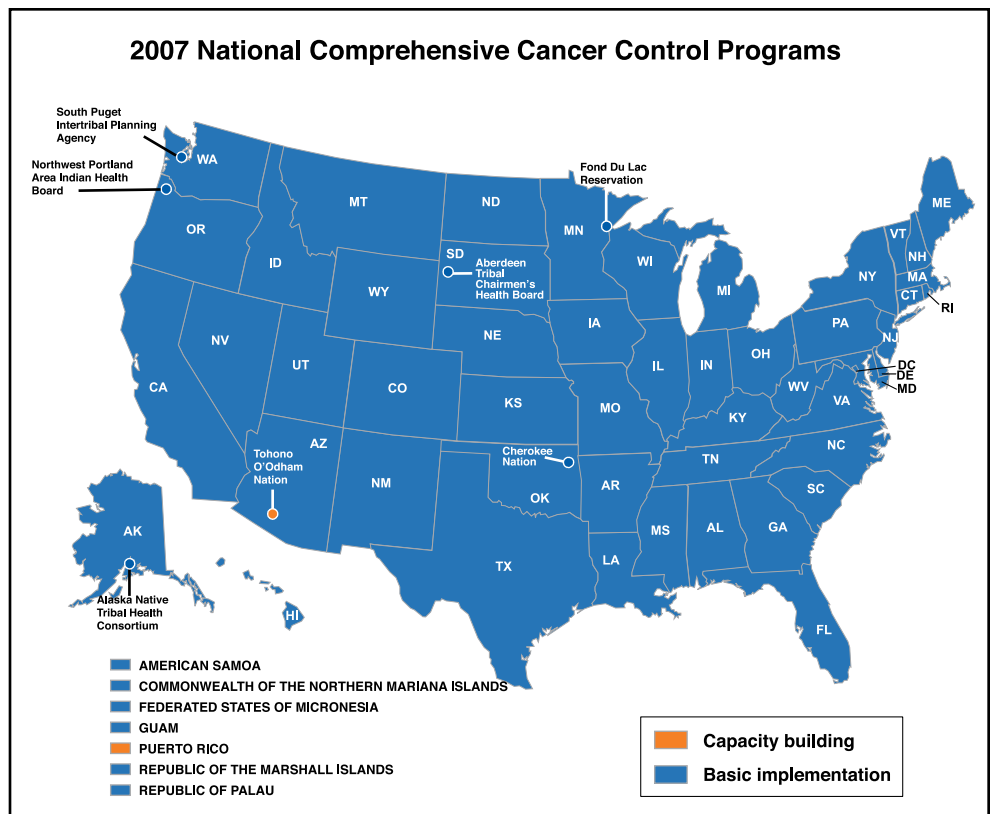 2007 National Comprehensive Cancer Control Programs
South Puget
Intertribal Planning
Agency
Northwest Portland
Area Indian Health
Board
WA
OR
ID
MT
ND
SD
Aberdeen
Tribal
Chairmen's
Health Board
MN
Fond Du Lac
Reservation
WI
MI
WY
NE
IA
NV
UT
CO
KS
CA
AZ
NM
Tohono
O'Odham
Nation
Cherokee
Nation
OK
TX
MO
AR
LA
IL
IN
OH
KY
TN
MS
AL
GA
FL
SC
NC
VA
WV
PA
NY
VT
NH
ME
MA
CT
RI
NJ
DC
DE
MD
AK
Alaska Native
Tribal Health
Consortium
HI
AMERICAN SAMOA
COMMONWEALTH OF THE NORTHERN MARIANA ISLANDS
FEDERATED STATES OF MICRONESIA
GUAM
PUERTO RICO
REPUBLIC OF THE MARSHALL ISLANDS
REPUBLIC OF PALAU
Capacity building
Basic implementation